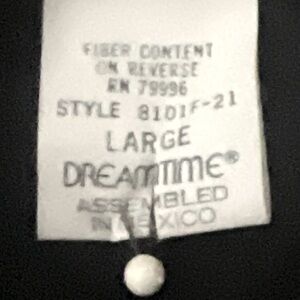 FIBER CONTENT
ON REVERSE
RN 79996
STYLE 8101F-21
LARGE
DREAMTIME®
ASSEMBLED
IN MEXICO